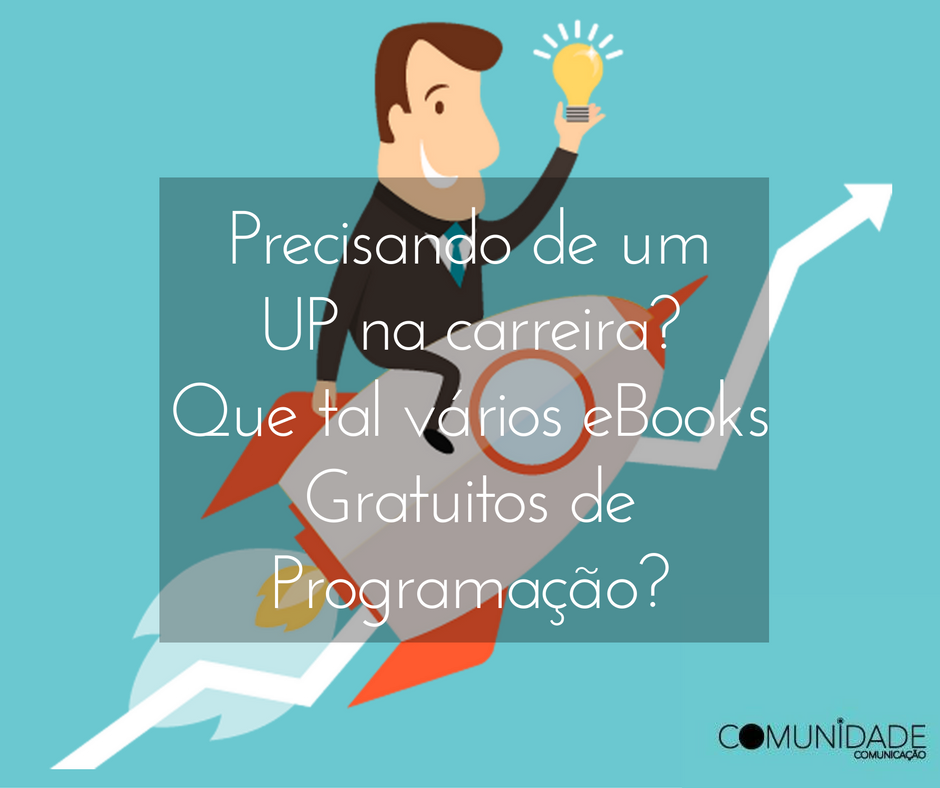 Precisando de um
UP na carreira?
Que tal vários eBooks
Gratuitos de
Programação?
COMUNIDADE
COMUNICAÇÃO